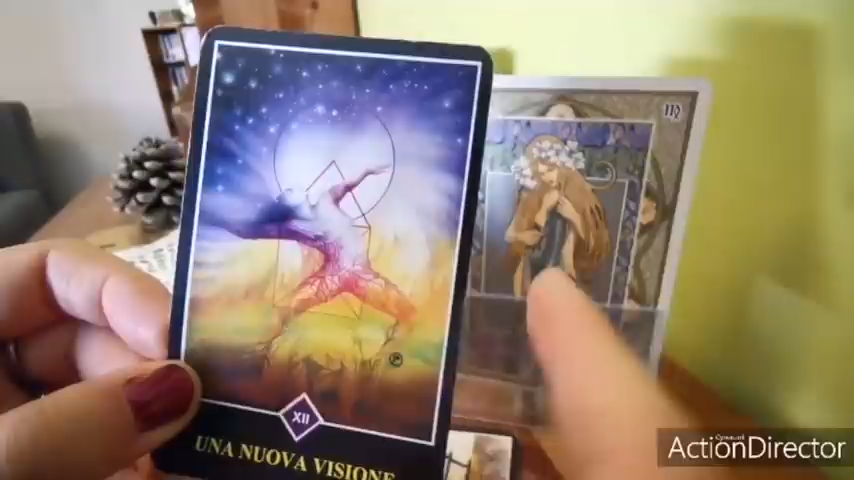 ♍
XII
UNA NUOVA VISIONE
ActionDirector